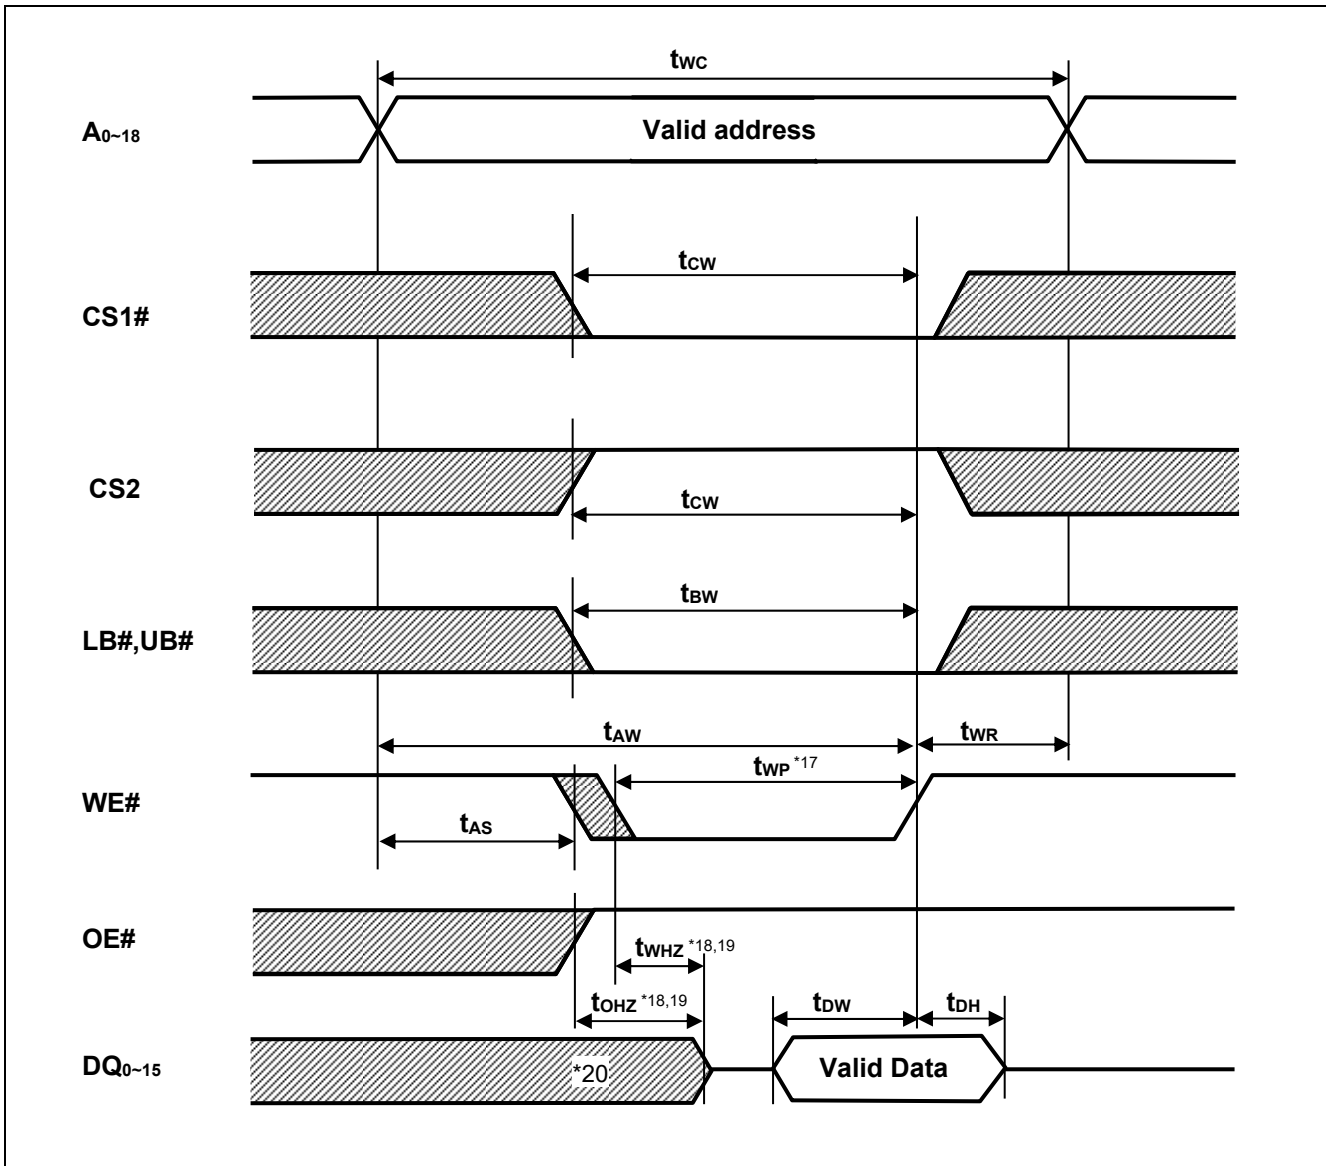 tWC
A0~18
Valid address
tCW
CS1#
CS2
tCW
tBW
LB#,UB#
tAW
tWR
tWP *17
WE#
tAS
OE#
tWHZ *18,19
tOHZ *18,19
tDW
tDH
DQ0~15
*20
Valid Data